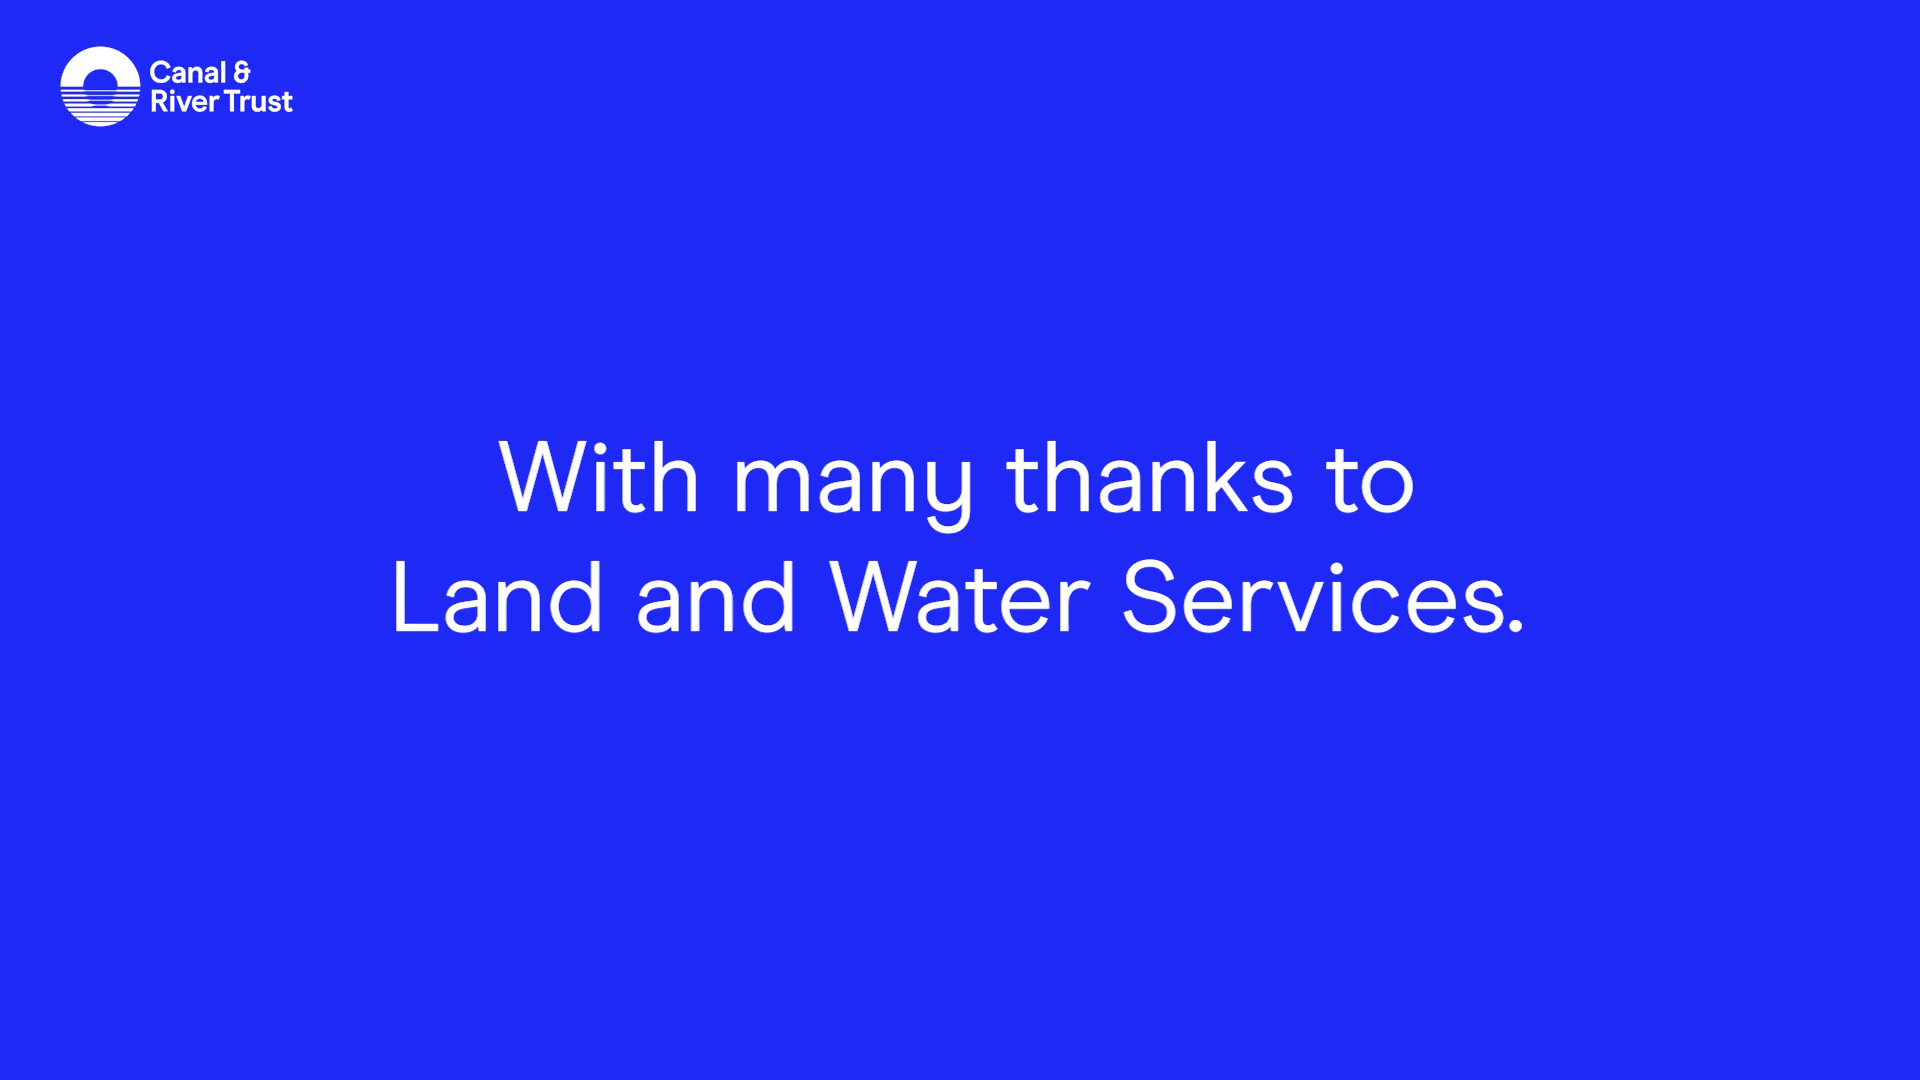 Canal &
River Trust
With many thanks to
Land and Water Services.